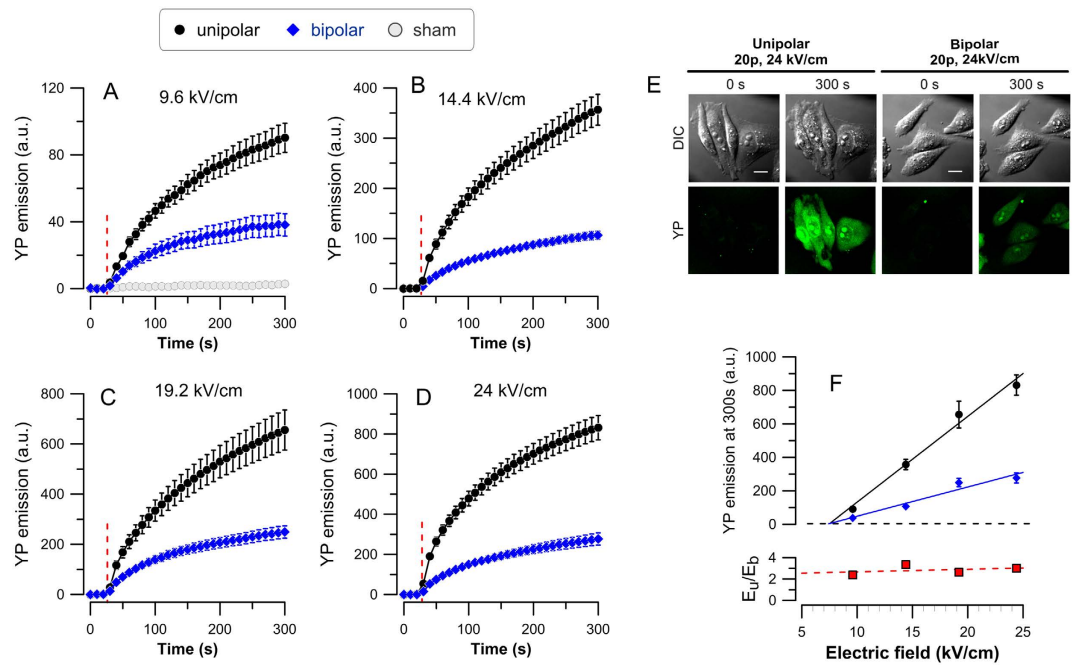 unipolar bipolar sham
A
9.6 kV/cm
YP emission (a.u.)
120
80
40
0
0 100 200 300
Time (s)
B
14.4 kV/cm
YP emission (a.u.)
400
300
200
100
0
0 100 200 300
Time (s)
C
19.2 kV/cm
YP emission (a.u.)
800
600
400
200
0
0 100 200 300
Time (s)
D
24 kV/cm
YP emission (a.u.)
1000
800
600
400
200
0
0 100 200 300
Time (s)
E
Unipolar
20p, 24 kV/cm
Bipolar
20p, 24kV/cm
0 s 300 s 0 s 300 s
DIC
YP
F
YP emission at 300s (a.u.)
1000
800
600
400
200
0
Eu/Eb
4
2
0
5 10 15 20 25
Electric field (kV/cm)